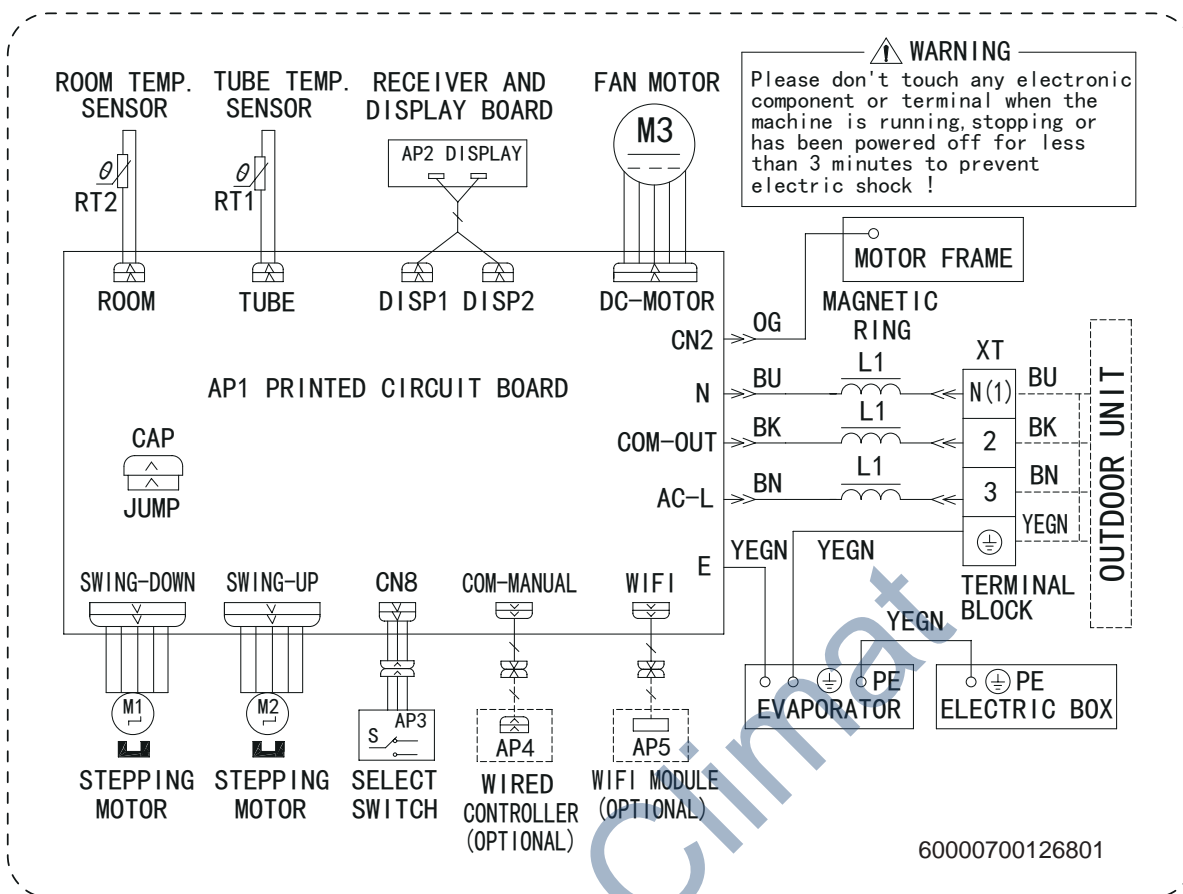 WARNING
Please don't touch any electronic
component or terminal when the
machine is running,stopping or
has been powered off for less
than 3 minutes to prevent
electric shock !
ROOM TEMP.
SENSOR
TUBE TEMP.
SENSOR
RECEIVER AND
DISPLAY BOARD
FAN MOTOR
AP2 DISPLAY
M3
θ
RT2
θ
RT1
MOTOR FRAME
ROOM
TUBE
DISP1
DISP2
DC-MOTOR
MAGNETIC
RING
CN2
OG
XT
AP1 PRINTED CIRCUIT BOARD
N
BU
L1
N(1)
BU
COM-OUT
BK
L1
2
BK
AC-L
BN
L1
3
BN
YEGN
OUTDOOR UNIT
CAP
JUMP
E
YEGN
YEGN
TERMINAL
BLOCK
YEGN
SWING-DOWN
SWING-UP
CN8
COM-MANUAL
WIFI
PE
EVAPORATOR
PE
ELECTRIC BOX
M1
M2
S
AP3
AP4
AP5
STEPPING
MOTOR
STEPPING
MOTOR
SELECT
SWITCH
WIRED
CONTROLLER
(OPTIONAL)
WIFI MODULE
(OPTIONAL)
Climat
60000700126801